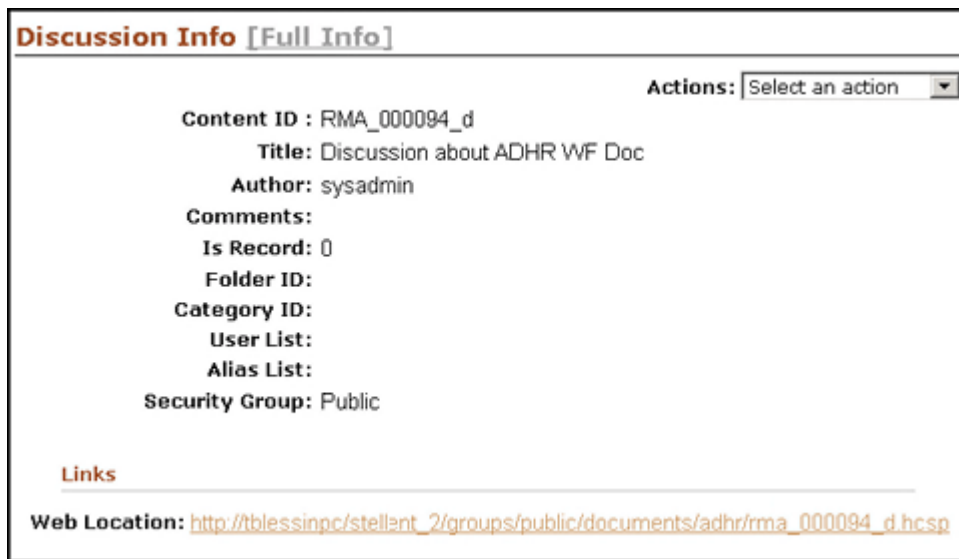 Discussion Info [Full Info]
Actions: Select an action
Content ID : RMA_000094_d
Title: Discussion about ADHR WF Doc
Author: sysadmin
Comments:
Is Record: 0
Folder ID:
Category ID:
User List:
Alias List:
Security Group: Public
Links
Web Location: http://tblessinpc/stellent_2/groups/public/documents/adhr/rma_000094_d.hcsp